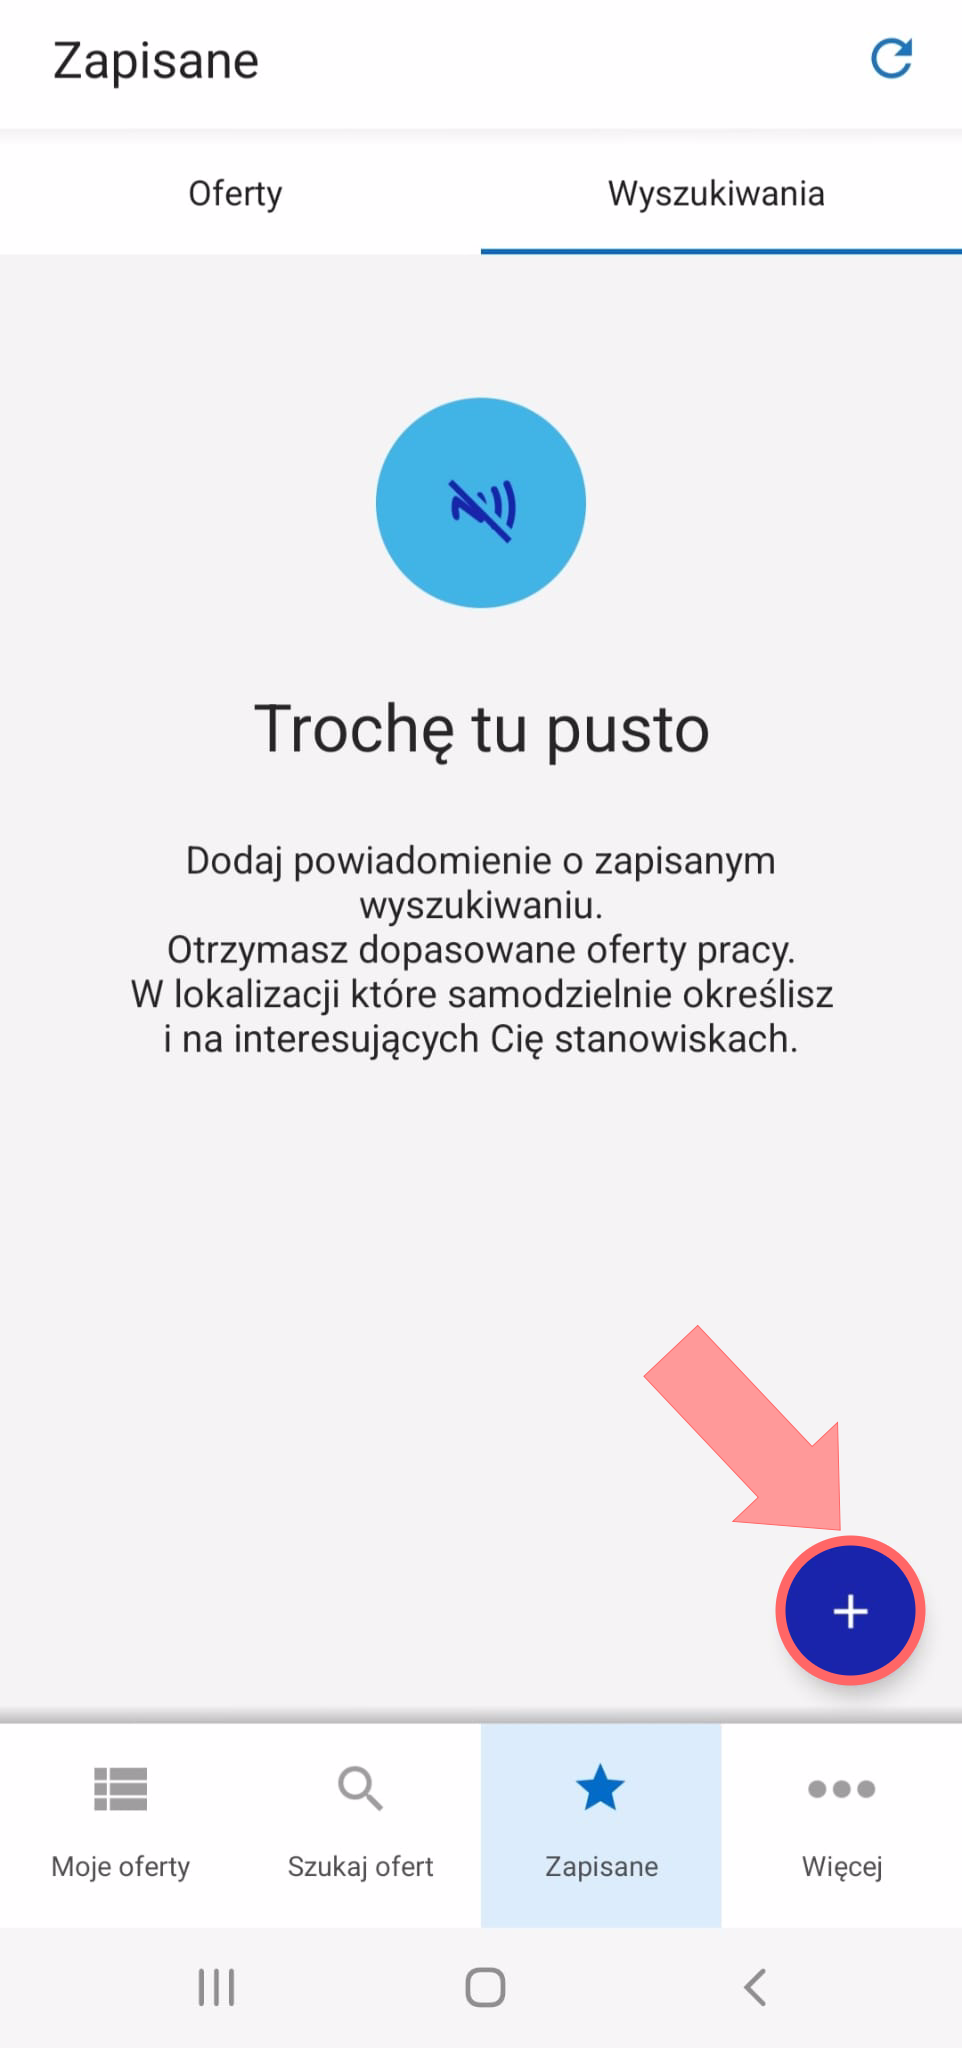 Zapisane
Oferty
Wyszukiwania
Trochę tu pusto
Dodaj powiadomienie o zapisanym
wyszukiwaniu.
Otrzymasz dopasowane oferty pracy.
W lokalizacji które samodzielnie określisz
i na interesujących Cię stanowiskach.
Moje oferty
Szukaj ofert
Zapisane
Więcej